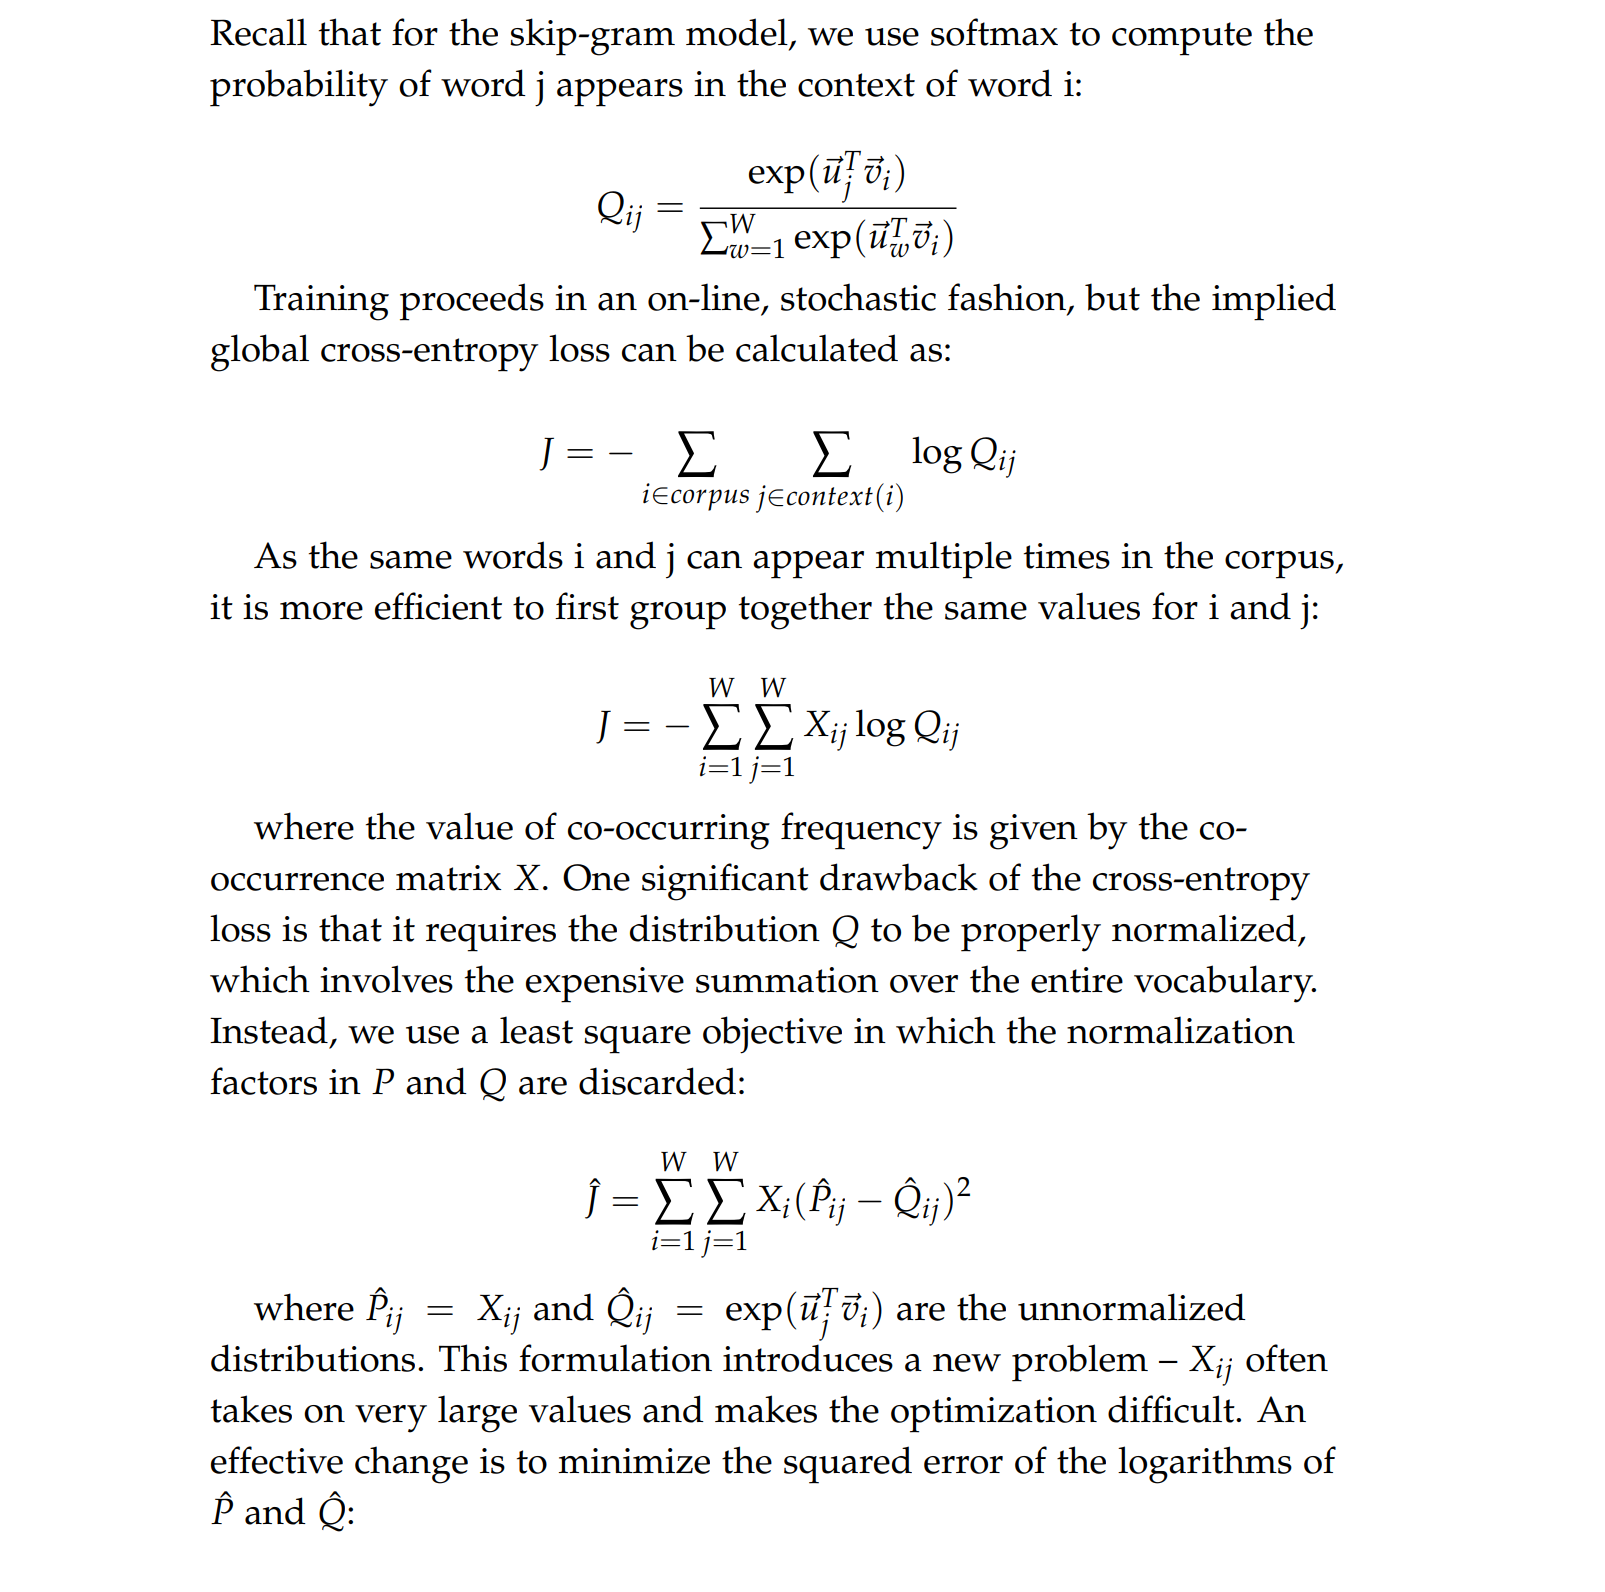 Recall that for the skip-gram model, we use softmax to compute the
probability of word j appears in the context of word i:
$$Q_{ij} = \frac{\exp(\vec{u}_j^T \vec{v}_i)}{\sum_{w=1}^{W} \exp(\vec{u}_w^T \vec{v}_i)}$$
Training proceeds in an on-line, stochastic fashion, but the implied
global cross-entropy loss can be calculated as:
$$J = - \sum_{i \in corpus} \sum_{j \in context(i)} \log Q_{ij}$$
As the same words i and j can appear multiple times in the corpus,
it is more efficient to first group together the same values for i and j:
$$J = - \sum_{i=1}^{W} \sum_{j=1}^{W} X_{ij} \log Q_{ij}$$
where the value of co-occurring frequency is given by the co-
occurrence matrix $X$. One significant drawback of the cross-entropy
loss is that it requires the distribution $Q$ to be properly normalized,
which involves the expensive summation over the entire vocabulary.
Instead, we use a least square objective in which the normalization
factors in $P$ and $Q$ are discarded:
$$\hat{J} = \sum_{i=1}^{W} \sum_{j=1}^{W} X_i (\hat{P}_{ij} - \hat{Q}_{ij})^2$$
where $\hat{P}_{ij} = X_{ij}$ and $\hat{Q}_{ij} = \exp(\vec{u}_j^T \vec{v}_i)$ are the unnormalized
distributions. This formulation introduces a new problem – $X_{ij}$ often
takes on very large values and makes the optimization difficult. An
effective change is to minimize the squared error of the logarithms of
$\hat{P}$ and $\hat{Q}$: